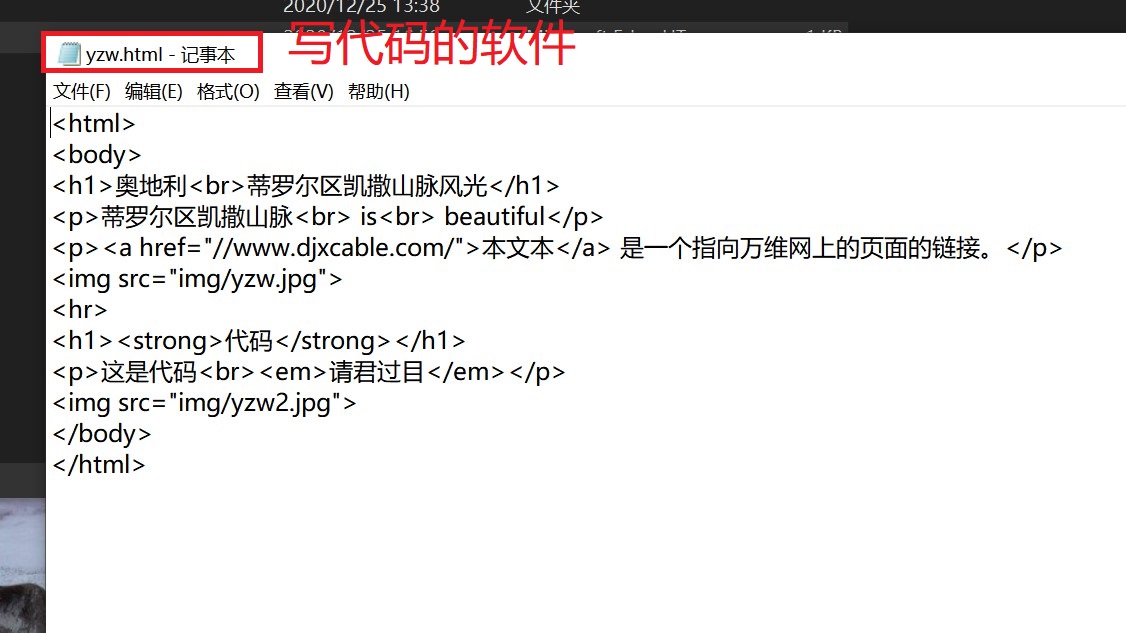 2020/12/25 13:38 文件夹
写代码的软件
yzw.html - 记事本
文件(F) 编辑(E) 格式(O) 查看(V) 帮助(H)
<html>
<body>
<h1>奥地利<br>蒂罗尔区凯撒山脉风光</h1>
<p>蒂罗尔区凯撒山脉<br> is<br> beautiful</p>
<p><a href="//www.djxcable.com/">本文本</a> 是一个指向万维网上的页面的链接。</p>
<img src="img/yzw.jpg">
<hr>
<h1><strong>代码</strong></h1>
<p>这是代码<br><em>请君过目</em></p>
<img src="img/yzw2.jpg">
</body>
</html>